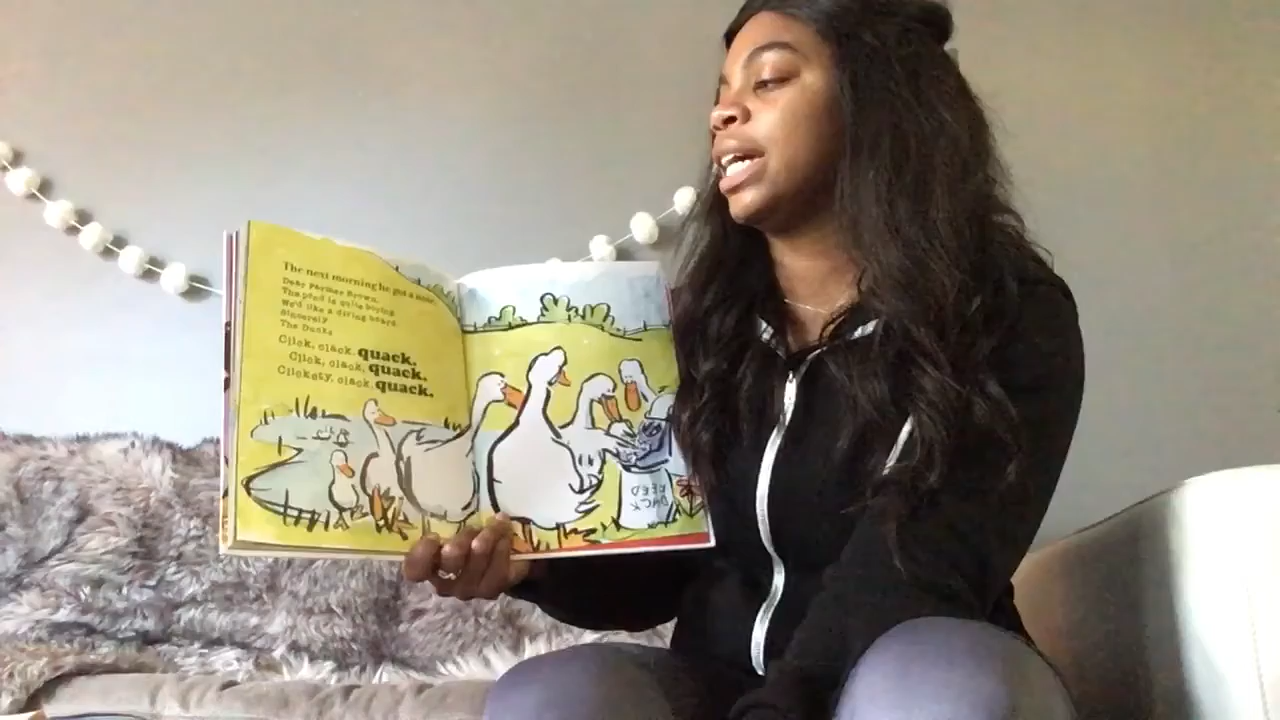 The next morning he got a note:
Dear Farmer Brown,
The pond is quite boring.
We'd like a diving board.
Sincerely,
The Ducks
Click, clack, quack.
Click, clack, quack.
Clickety, clack, quack.
DUCK
FEED